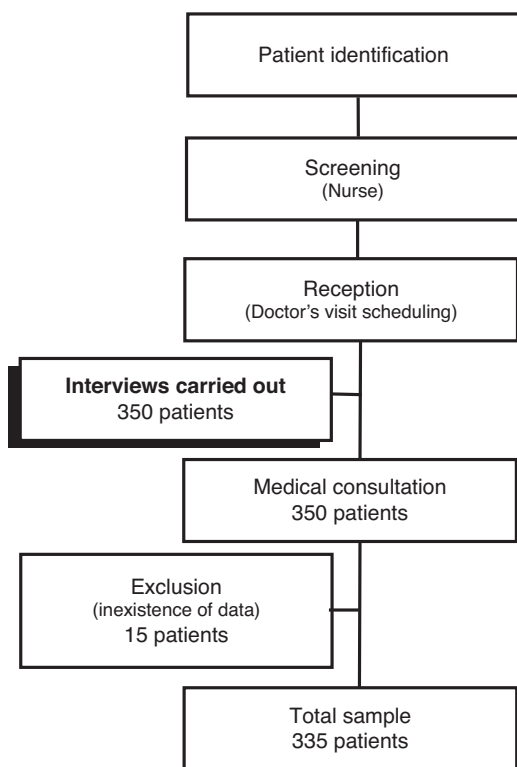 Patient identification
Screening
(Nurse)
Reception
(Doctor's visit scheduling)
Interviews carried out
350 patients
Medical consultation
350 patients
Exclusion
(inexistence of data)
15 patients
Total sample
335 patients